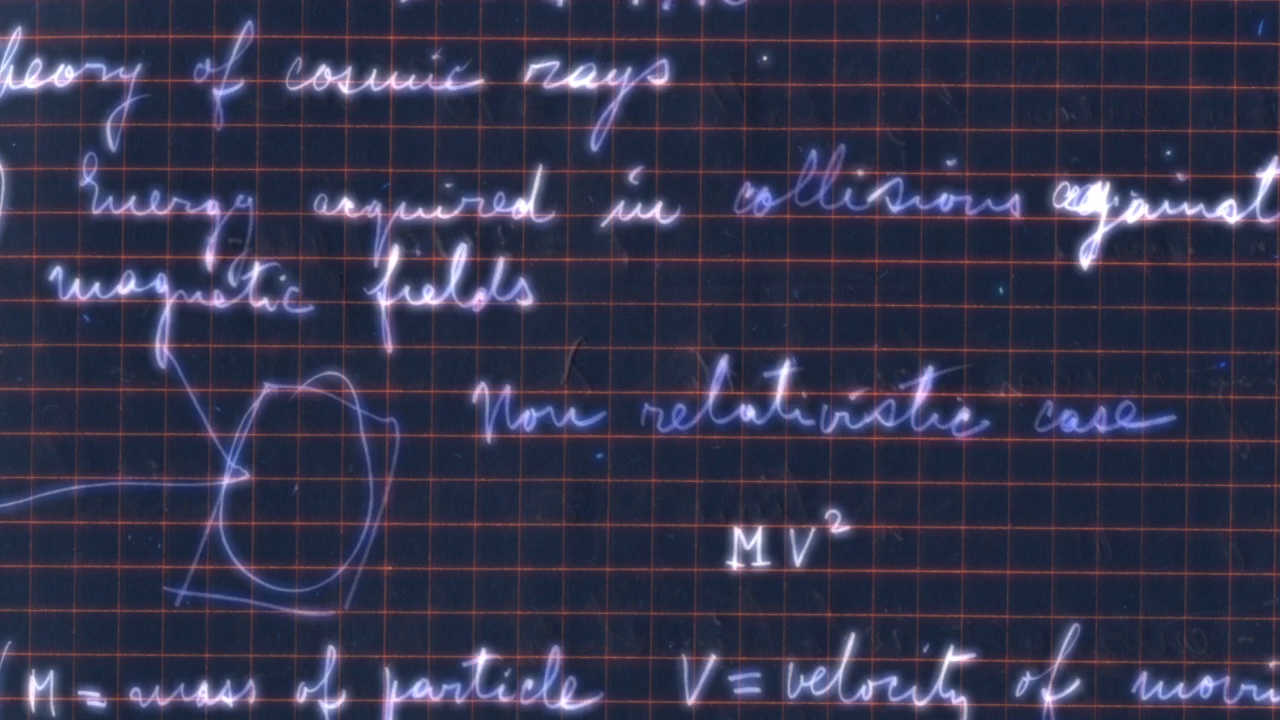 heory of cosmic rays
) Energy acquired in collisions against
magnetic fields
Non relativistic case
MV²
M = mass of particle V = velocity of movi